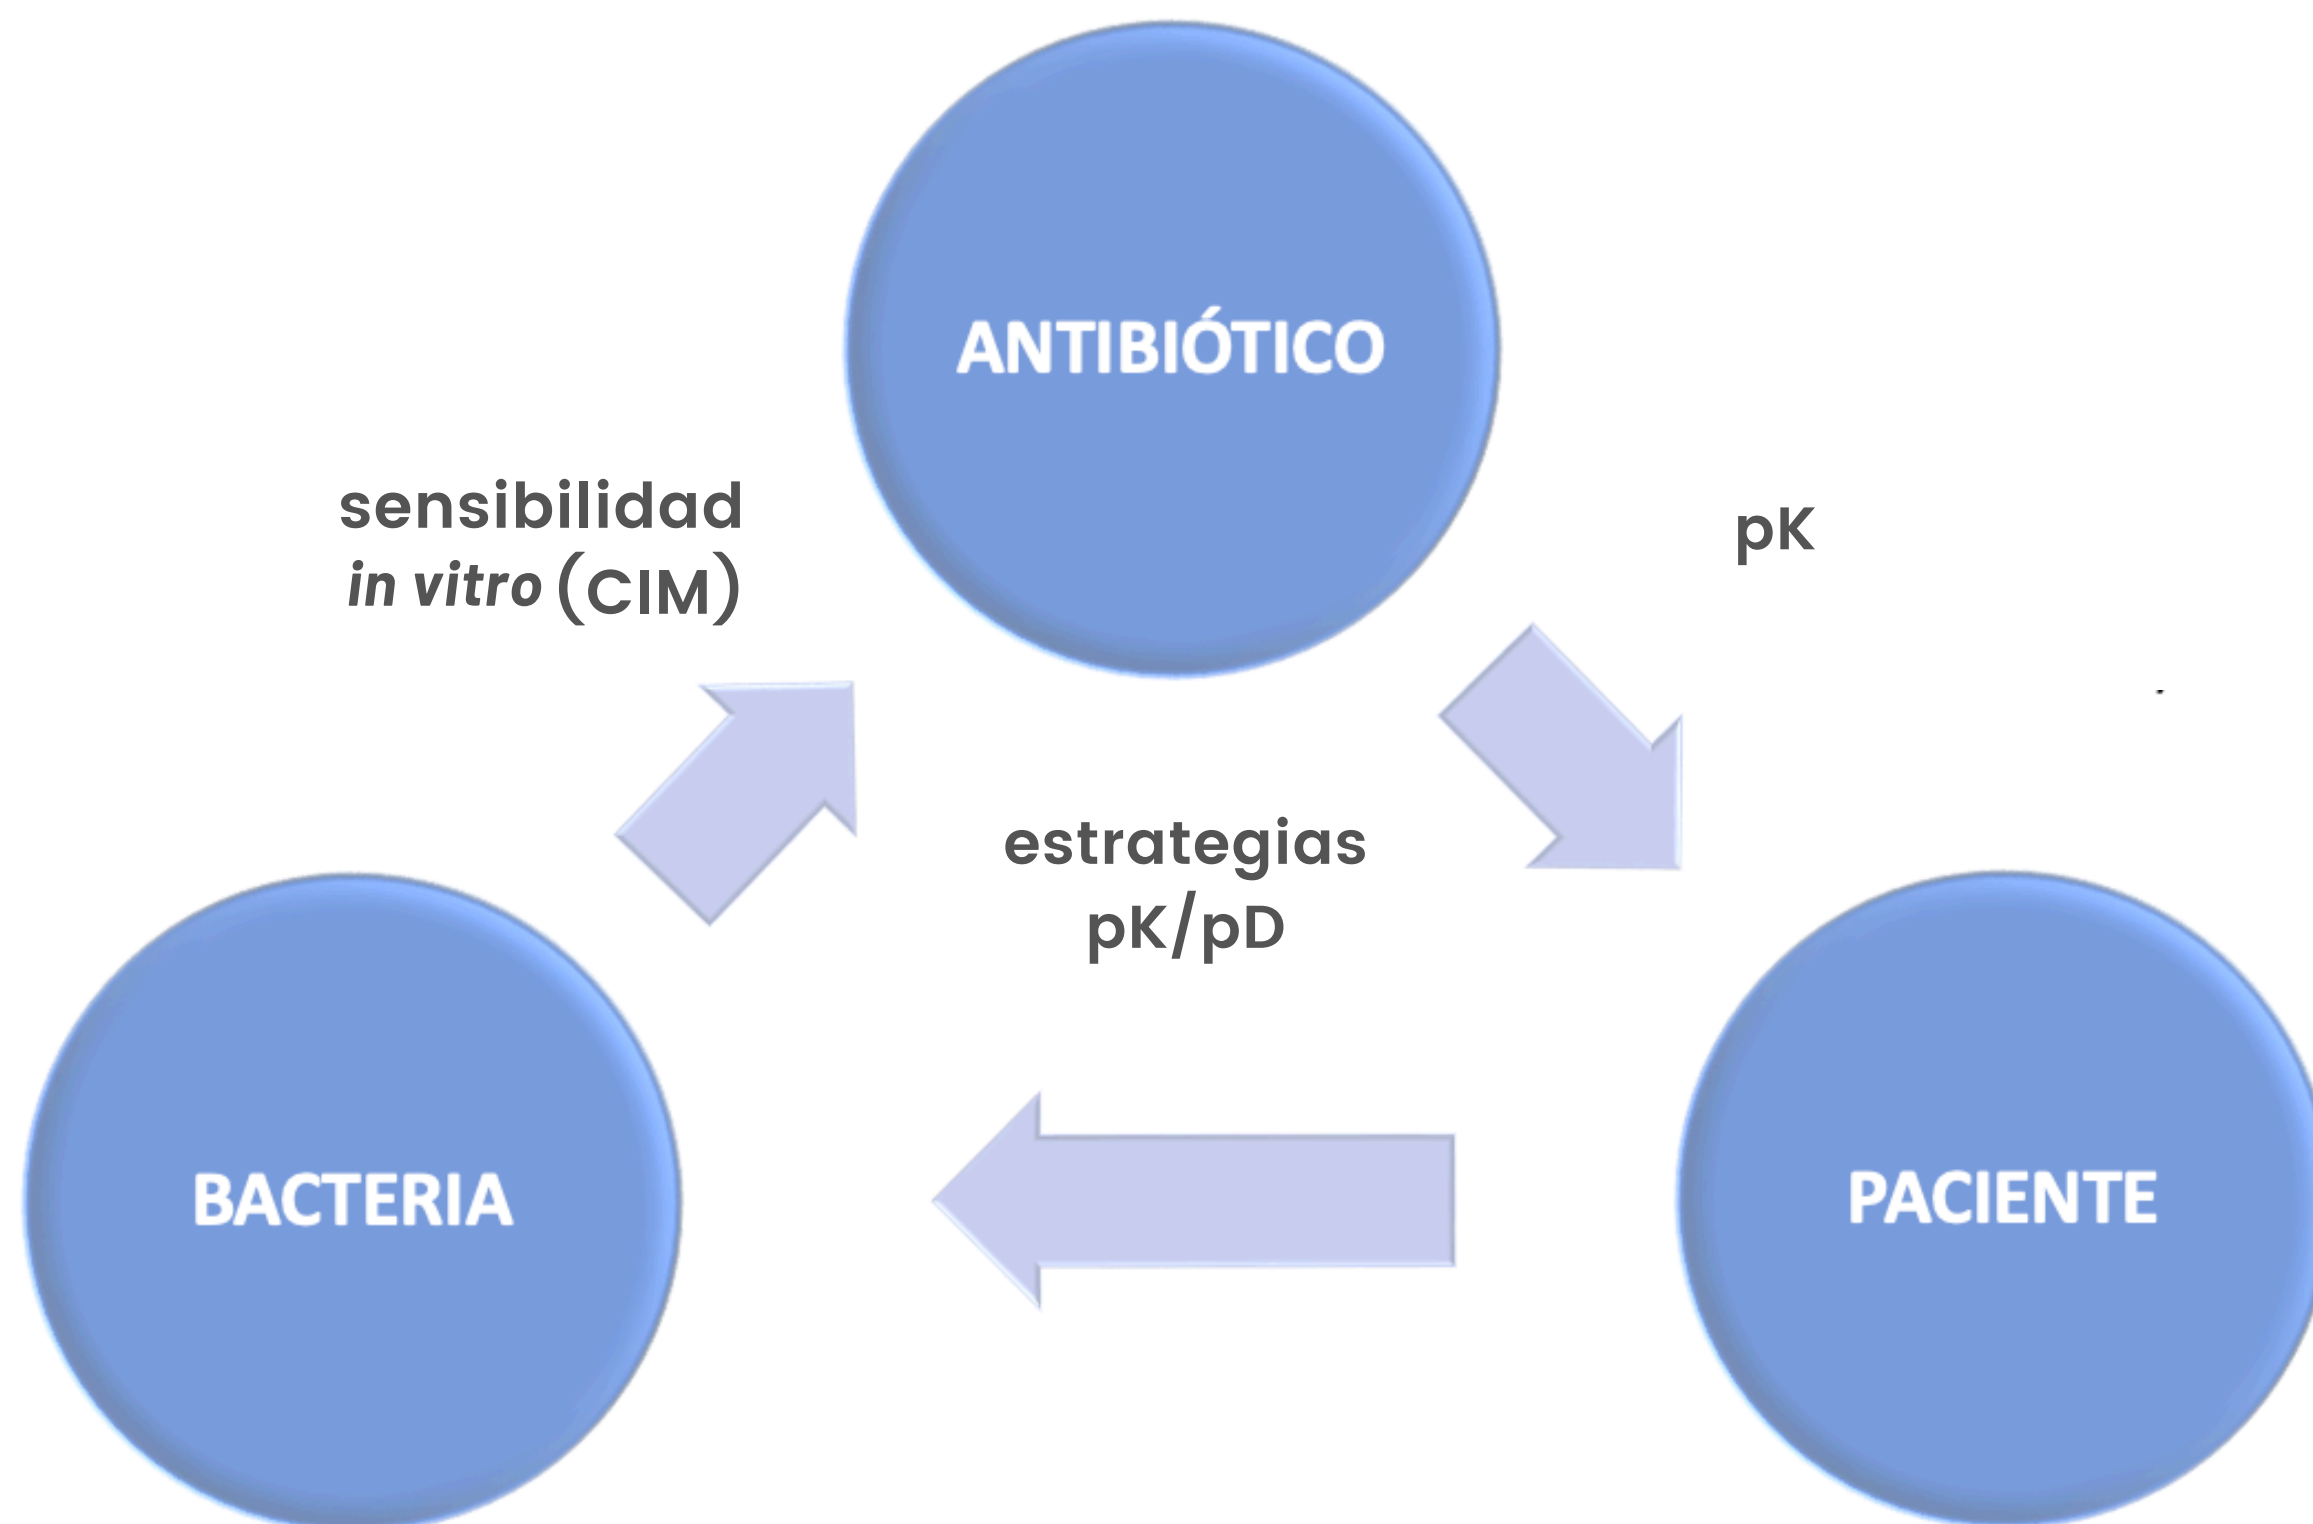 ANTIBIÓTICO
sensibilidad
in vitro (CIM)
pK
estrategias
pK/pD
BACTERIA
PACIENTE